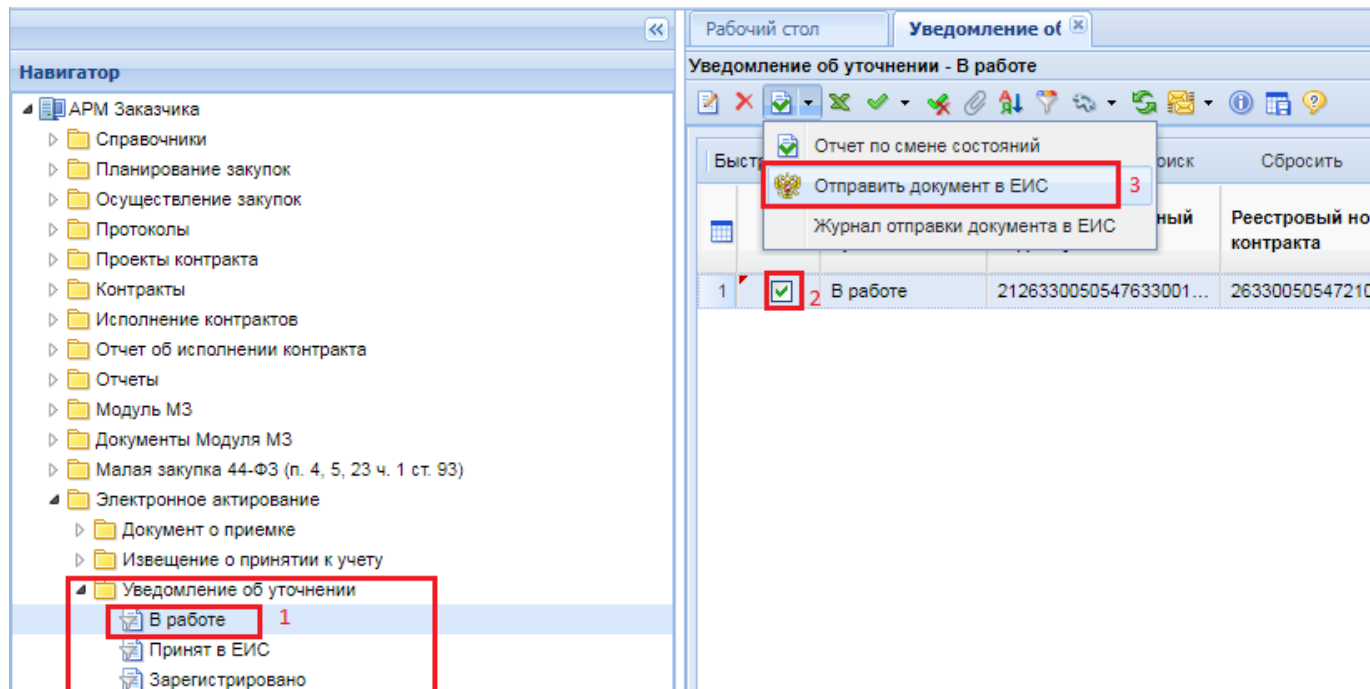 Навигатор
АРМ Заказчика
Справочники
Планирование закупок
Осуществление закупок
Протоколы
Проекты контракта
Контракты
Исполнение контрактов
Отчет об исполнении контракта
Отчеты
Модуль МЗ
Документы Модуля МЗ
Малая закупка 44-ФЗ (п. 4, 5, 23 ч. 1 ст. 93)
Электронное актирование
Документ о приемке
Извещение о принятии к учету
Уведомление об уточнении
В работе 1
Принят в ЕИС
Зарегистрировано
Рабочий стол Уведомление об
Уведомление об уточнении - В работе
Отчет по смене состояний
Быстр оиск Сбросить
Отправить документ в ЕИС 3
Журнал отправки документа в ЕИС
ный Реестровый но
контракта
1 2 В работе 2126330050547633001... 26330050547210